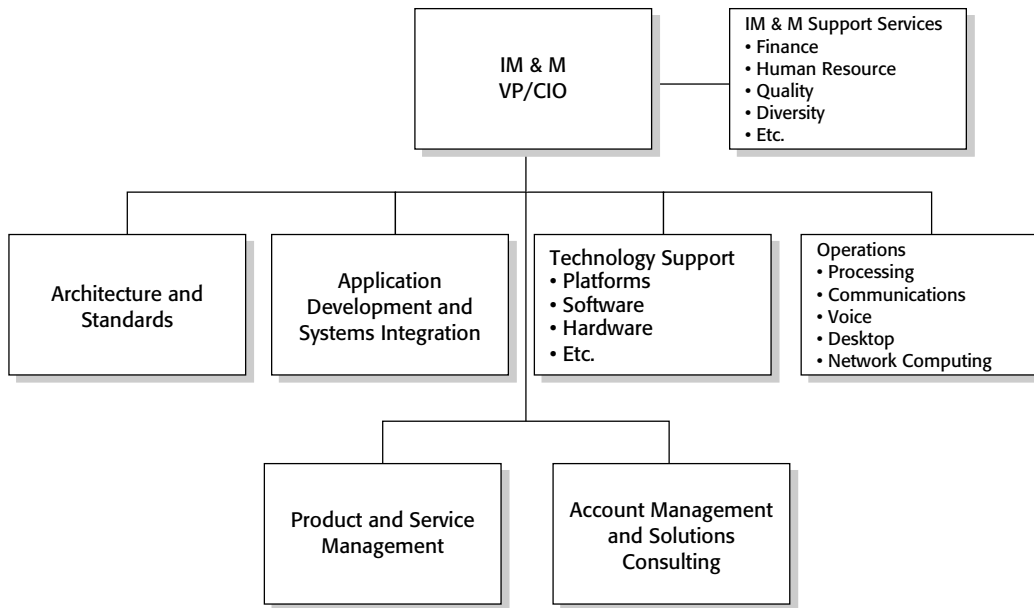 IM & M
VP/CIO
IM & M Support Services
• Finance
• Human Resource
• Quality
• Diversity
• Etc.
Architecture and
Standards
Application
Development and
Systems Integration
Technology Support
• Platforms
• Software
• Hardware
• Etc.
Operations
• Processing
• Communications
• Voice
• Desktop
• Network Computing
Product and Service
Management
Account Management
and Solutions
Consulting